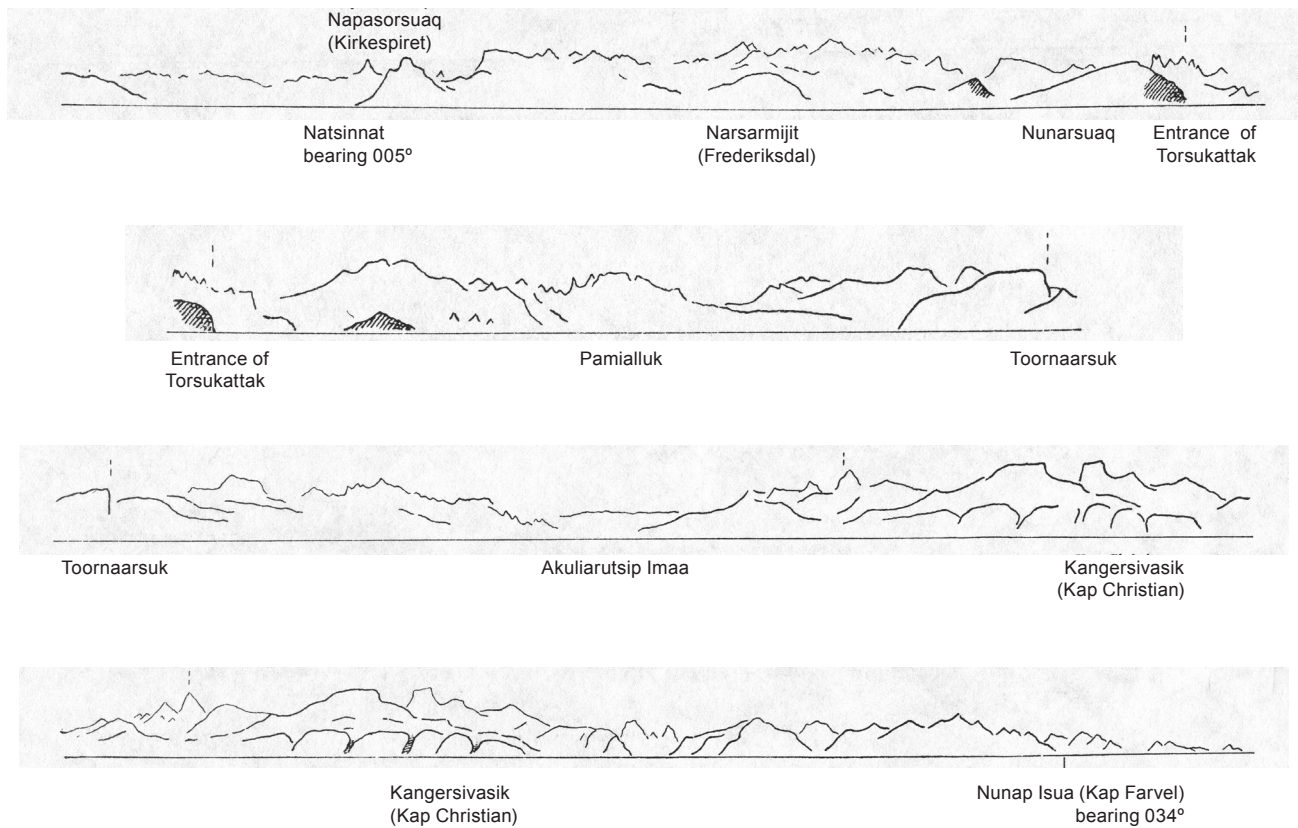 Napasorsuaq
(Kirkespiret)
Natsinnat
bearing 005º
Narsarmijit
(Frederiksdal)
Nunarsuaq
Entrance of
Torsukattak
Entrance of
Torsukattak
Pamialluk
Toornaarsuk
Toornaarsuk
Akuliarutsip Imaa
Kangersivasik
(Kap Christian)
Kangersivasik
(Kap Christian)
Nunap Isua (Kap Farvel)
bearing 034º